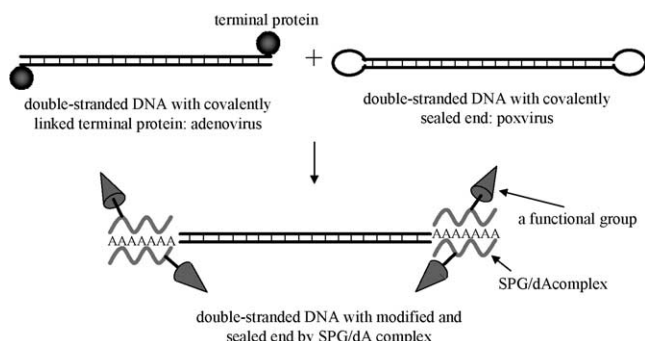 terminal protein
+
double-stranded DNA with covalently
linked terminal protein: adenovirus
double-stranded DNA with covalently
sealed end: poxvirus
a functional group
AAAAAAA
AAAAAAA
SPG/dAcomplex
double-stranded DNA with modified and
sealed end by SPG/dA complex